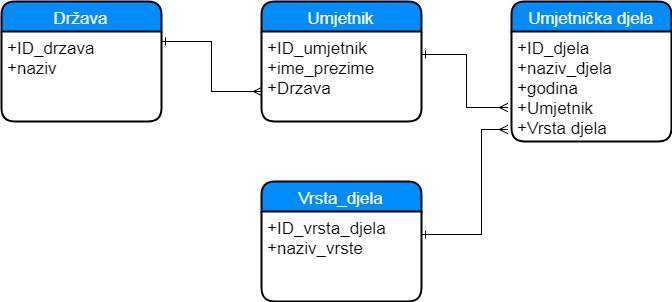 Država
+ID_drzava
+naziv
Umjetnik
+ID_umjetnik
+ime_prezime
+Drzava
Umjetnička djela
+ID_djela
+naziv_djela
+godina
+Umjetnik
+Vrsta djela
Vrsta_djela
+ID_vrsta_djela
+naziv_vrste